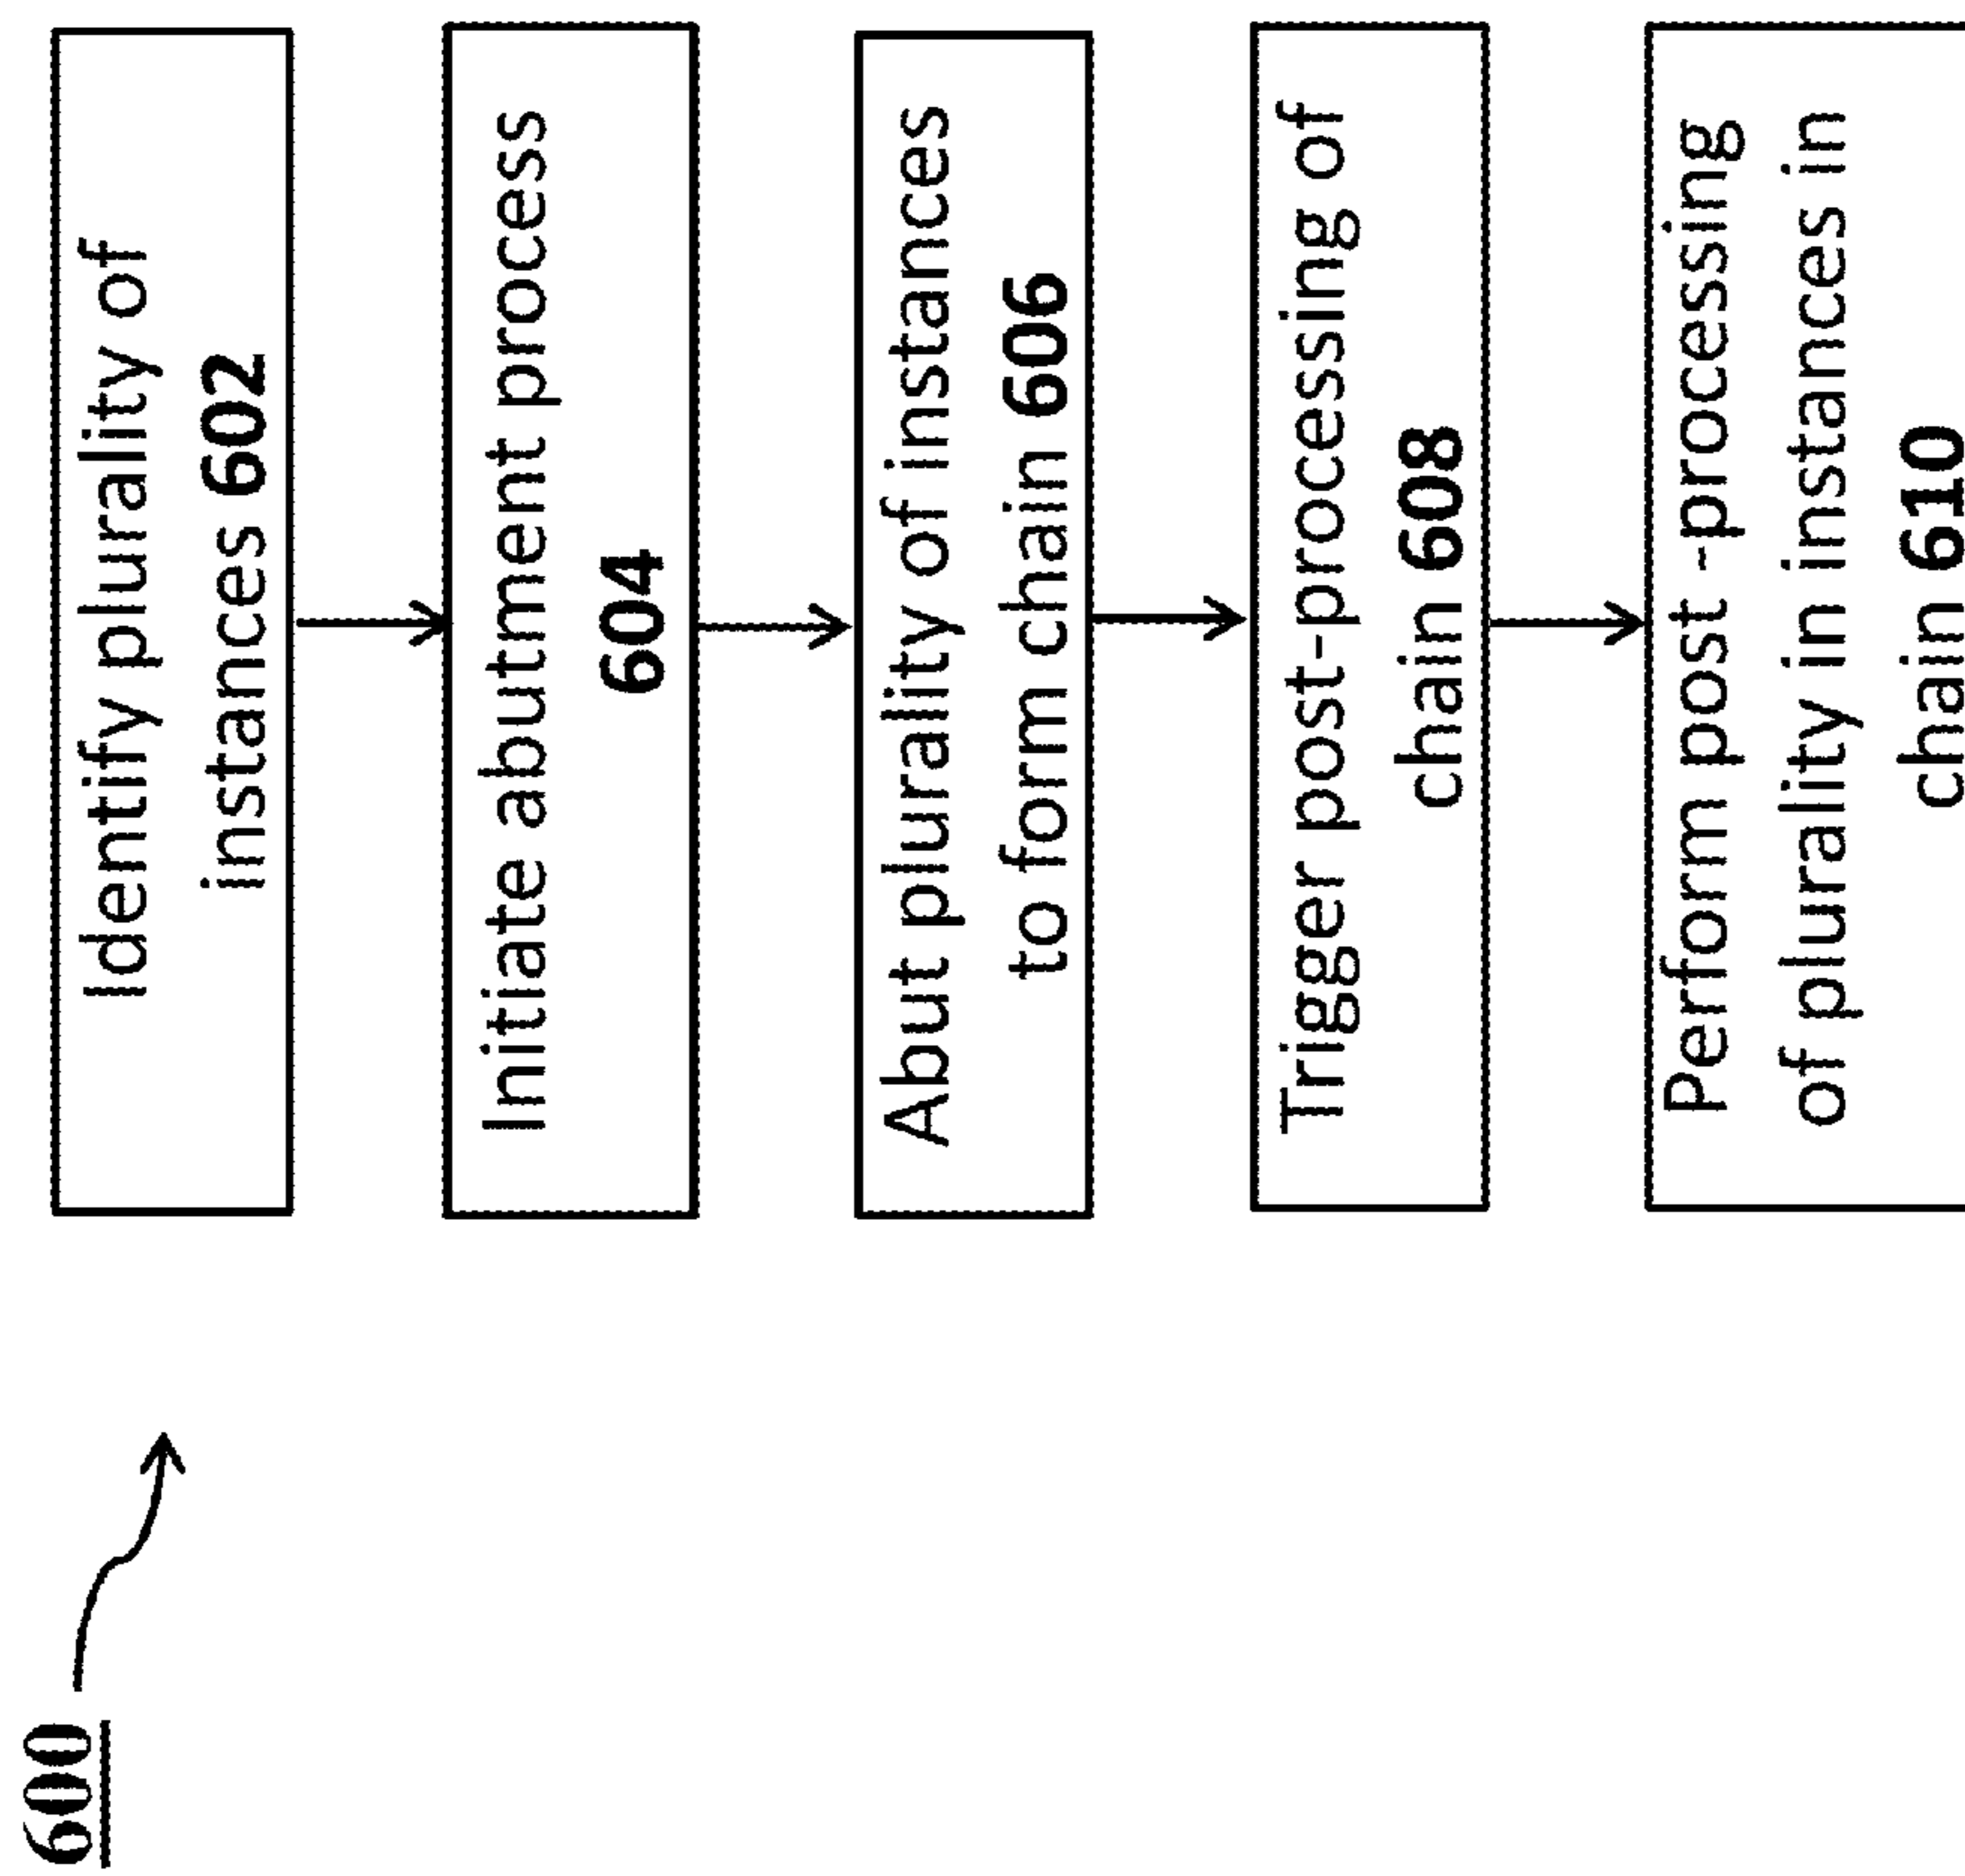 600
Identify plurality of
instances 602
Initiate abutment process
604
Abut plurality of instances
to form chain 606
Trigger post-processing of
chain 608
Perform post -processing
of plurality in instances in
chain 610